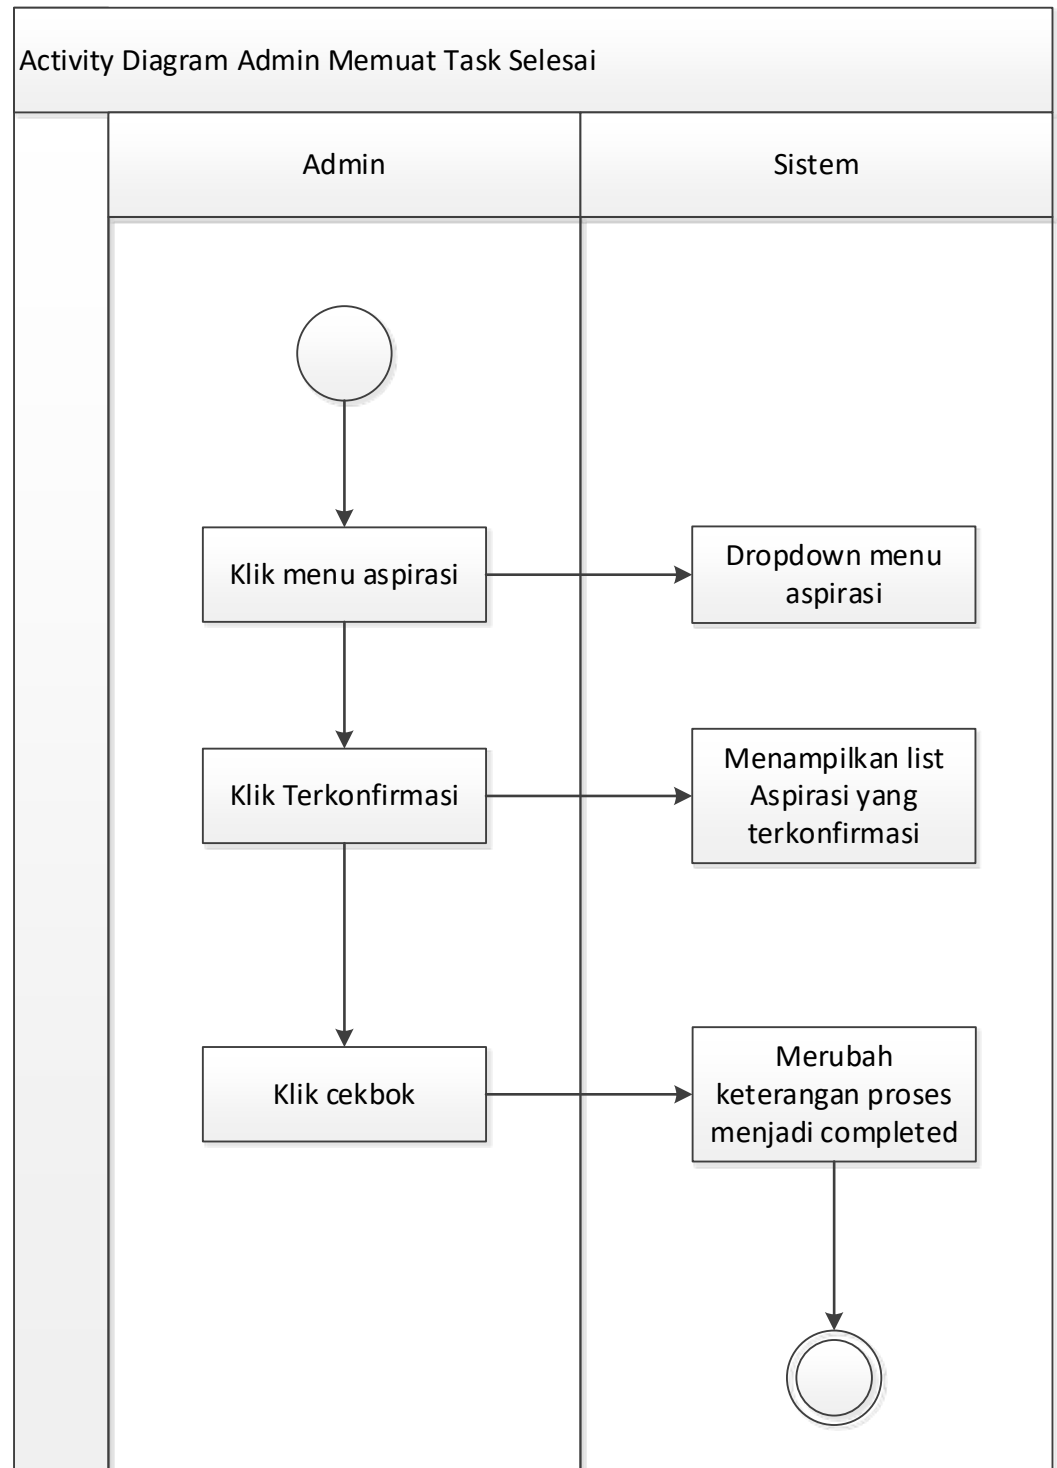 Activity Diagram Admin Memuat Task Selesai
Admin
Sistem
Klik menu aspirasi
Dropdown menu
aspirasi
Klik Terkonfirmasi
Menampilkan list
Aspirasi yang
terkonfirmasi
Klik cekbok
Merubah
keterangan proses
menjadi completed